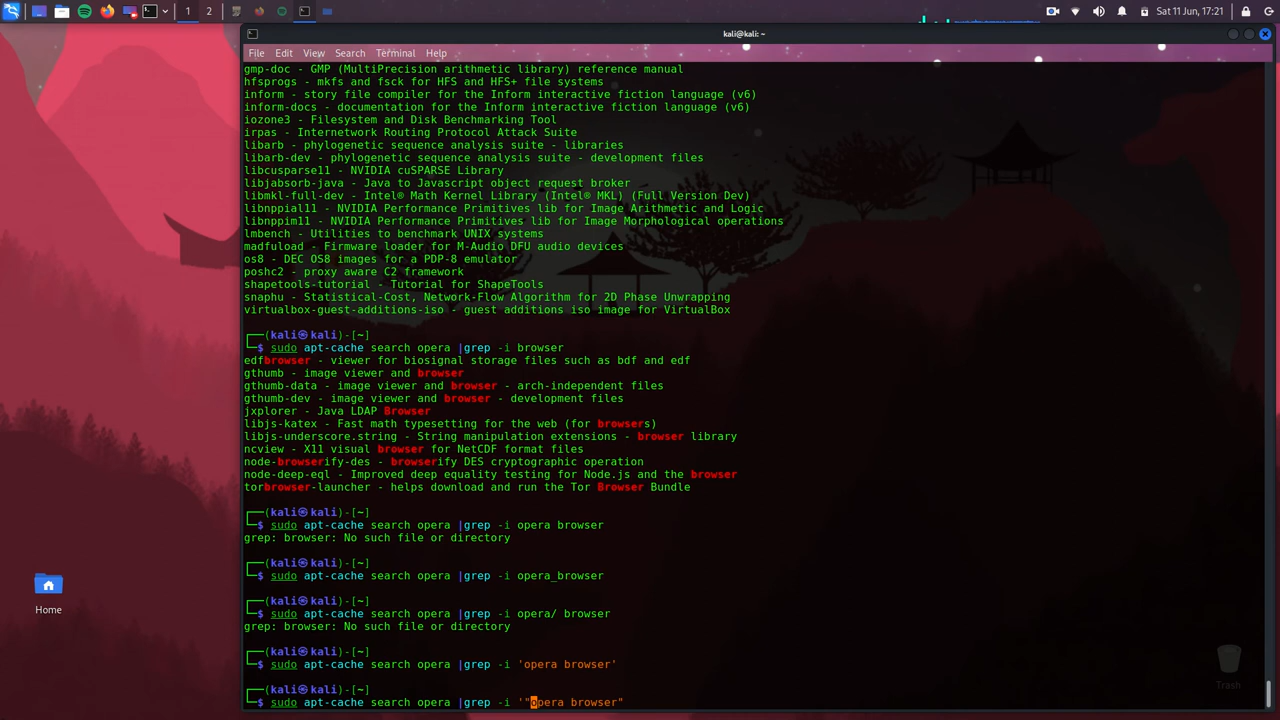 1 2
Sat 11 Jun, 17:21
kali@kali: ~
File Edit View Search Terminal Help
gmp-doc - GMP (MultiPrecision arithmetic library) reference manual
hfsprogs - mkfs and fsck for HFS and HFS+ file systems
inform - story file compiler for the Inform interactive fiction language (v6)
inform-docs - documentation for the Inform interactive fiction language (v6)
iozone3 - Filesystem and Disk Benchmarking Tool
irpas - Internetwork Routing Protocol Attack Suite
libarb - phylogenetic sequence analysis suite - libraries
libarb-dev - phylogenetic sequence analysis suite - development files
libcusparse11 - NVIDIA cuSPARSE Library
libjabsorb-java - Java to Javascript object request broker
libmkl-full-dev - Intel® Math Kernel Library (Intel® MKL) (Full Version Dev)
libnppial11 - NVIDIA Performance Primitives lib for Image Arithmetic and Logic
libnppim11 - NVIDIA Performance Primitives lib for Image Morphological operations
lmbench - Utilities to benchmark UNIX systems
madfuload - Firmware loader for M-Audio DFU audio devices
os8 - DEC OS8 images for a PDP-8 emulator
poshc2 - proxy aware C2 framework
shapetools-tutorial - Tutorial for ShapeTools
snaphu - Statistical-Cost, Network-Flow Algorithm for 2D Phase Unwrapping
virtualbox-guest-additions-iso - guest additions iso image for VirtualBox
┌──(kali㉿kali)-[~]
└─$ sudo apt-cache search opera |grep -i browser
edfbrowser - viewer for biosignal storage files such as bdf and edf
gthumb - image viewer and browser
gthumb-data - image viewer and browser - arch-independent files
gthumb-dev - image viewer and browser - development files
jxplorer - Java LDAP Browser
libjs-katex - Fast math typesetting for the web (for browsers)
libjs-underscore.string - String manipulation extensions - browser library
ncview - X11 visual browser for NetCDF format files
node-browserify-des - browserify DES cryptographic operation
node-deep-eql - Improved deep equality testing for Node.js and the browser
torbrowser-launcher - helps download and run the Tor Browser Bundle
┌──(kali㉿kali)-[~]
└─$ sudo apt-cache search opera |grep -i opera browser
grep: browser: No such file or directory
┌──(kali㉿kali)-[~]
└─$ sudo apt-cache search opera |grep -i opera_browser
┌──(kali㉿kali)-[~]
└─$ sudo apt-cache search opera |grep -i opera/ browser
grep: browser: No such file or directory
┌──(kali㉿kali)-[~]
└─$ sudo apt-cache search opera |grep -i 'opera browser'
┌──(kali㉿kali)-[~]
└─$ sudo apt-cache search opera |grep -i '"opera browser"
Home
Trash